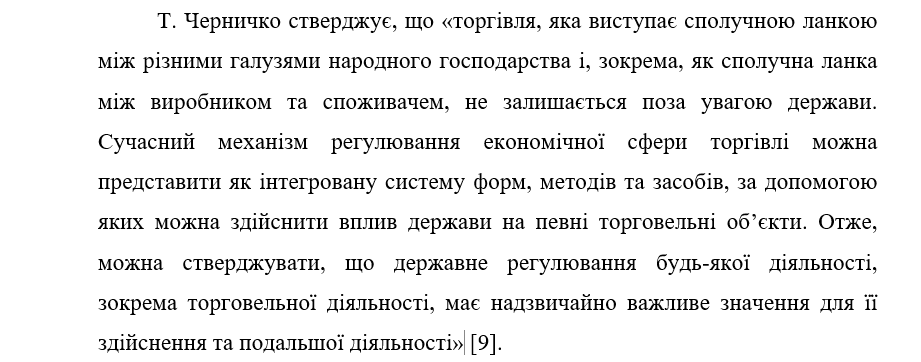 Т. Черничко стверджує, що «торгівля, яка виступає сполучною ланкою
між різними галузями народного господарства і, зокрема, як сполучна ланка
між виробником та споживачем, не залишається поза увагою держави.
Сучасний механізм регулювання економічної сфери торгівлі можна
представити як інтегровану систему форм, методів та засобів, за допомогою
яких можна здійснити вплив держави на певні торговельні об’єкти. Отже,
можна стверджувати, що державне регулювання будь-якої діяльності,
зокрема торговельної діяльності, має надзвичайно важливе значення для її
здійснення та подальшої діяльності» [9].